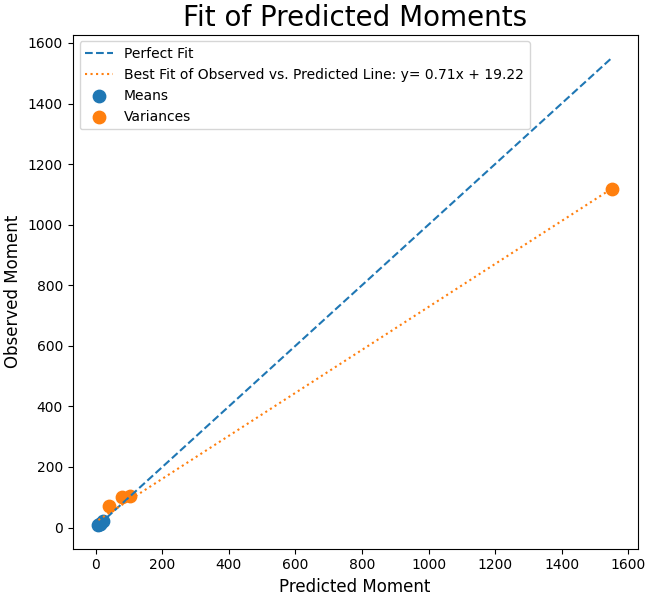 Fit of Predicted Moments
Perfect Fit
Best Fit of Observed vs. Predicted Line: y= 0.71x + 19.22
Means
Variances
1600
1400
1200
1000
800
600
400
200
0
Observed Moment
0 200 400 600 800 1000 1200 1400 1600
Predicted Moment